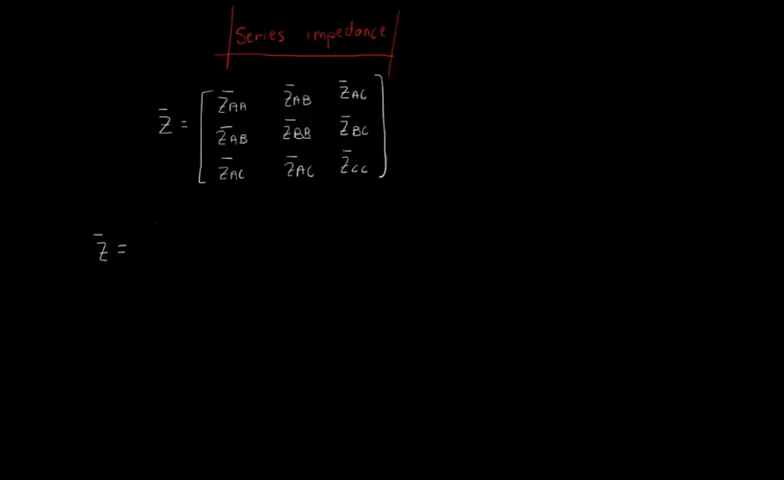 Series impedance
Z̄ = [ Z̄AA Z̄AB Z̄AC
Z̄AB Z̄BB Z̄BC
Z̄AC Z̄AC Z̄CC ]
Z̄ =